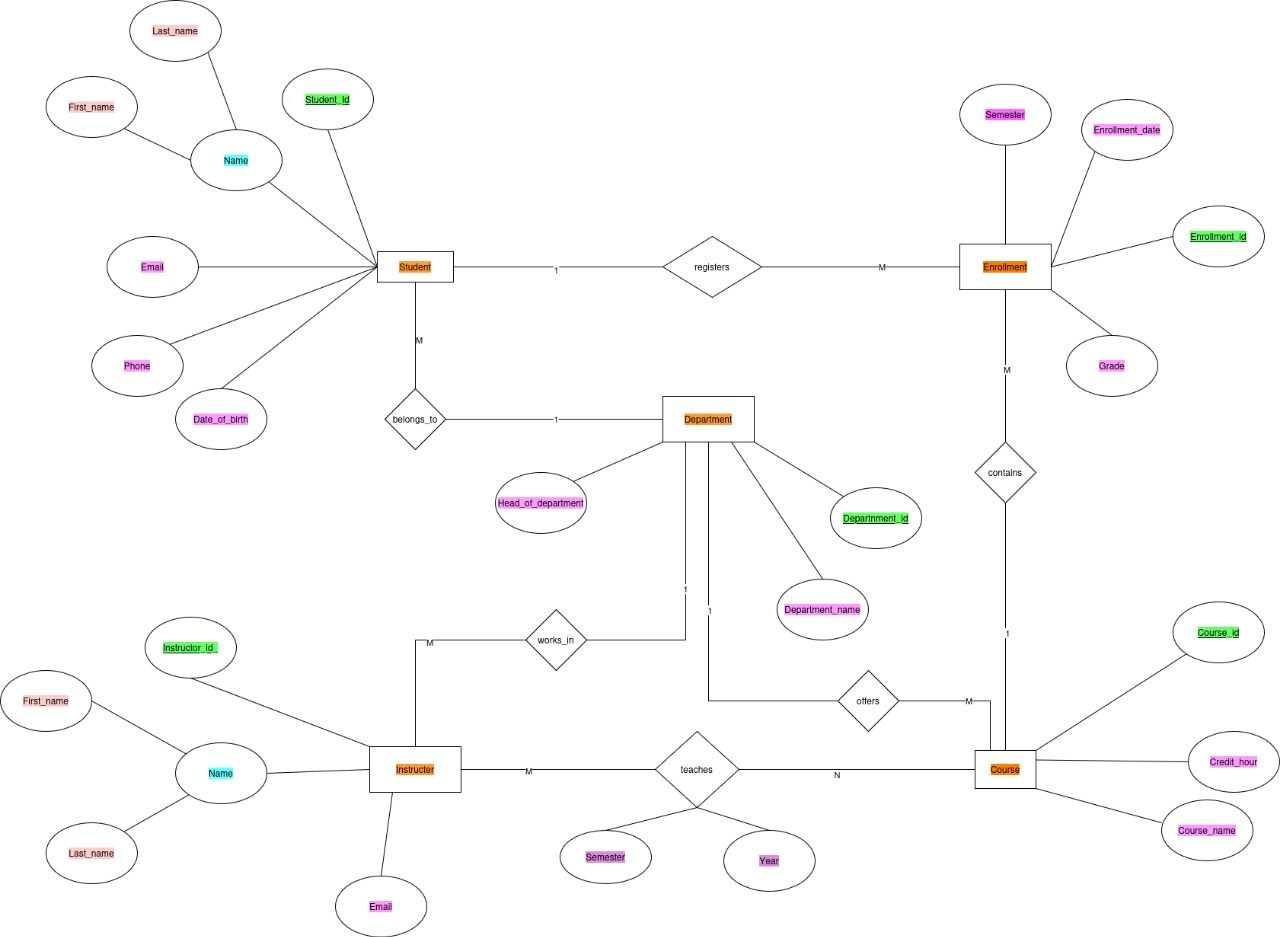 Last_name
First_name
Student_Id
Name
Semester
Enrollment_date
Enrollment_id
Email
Student
1
registers
M
Enrollment
M
Phone
Grade
M
Date_of_birth
belongs_to
1
Department
contains
Head_of_department
Departnment_id
1
1
Department_name
1
Course_id
Instructor_id
M
works_in
First_name
offers
M
Name
Instructer
M
teaches
N
Course
Credit_hour
Course_name
Last_name
Semester
Year
Email